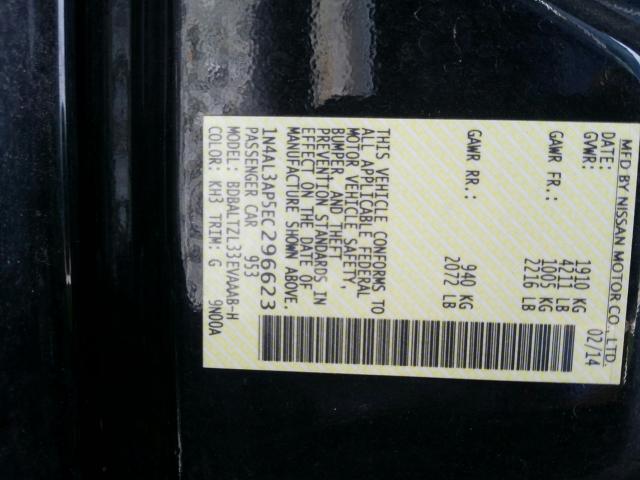 MFD BY NISSAN MOTOR CO., LTD
DATE: 02/14
GVWR: 1910 KG
4211 LB
GAWR FR.: 1005 KG
2216 LB
GAWR RR.: 940 KG
2072 LB
THIS VEHICLE CONFORMS TO
ALL APPLICABLE FEDERAL
MOTOR VEHICLE SAFETY,
BUMPER, AND THEFT
PREVENTION STANDARDS IN
EFFECT ON THE DATE OF
MANUFACTURE SHOWN ABOVE.
1N4AL3AP5EC296623
PASSENGER CAR 953
MODEL: BDBALTZL33EVAAAB-H
COLOR: KH3 TRIM: G 9N00A